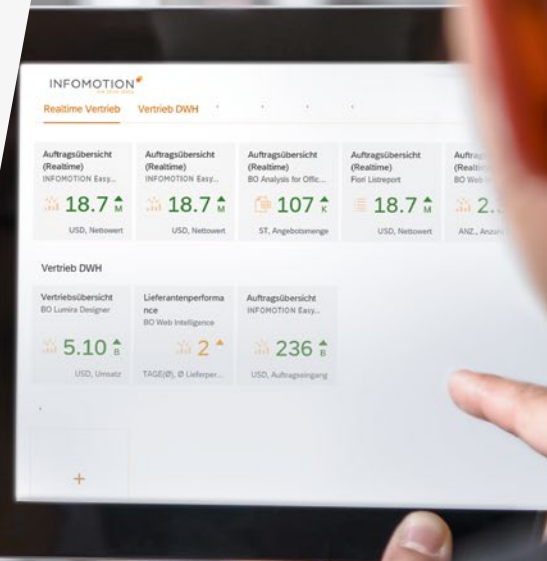 INFOMOTION
Realtime Vertrieb Vertrieb DWH
Auftragsübersicht
(Realtime)
INFOMOTION Easy...
18.7 M
USD, Nettowert
Auftragsübersicht
(Realtime)
INFOMOTION Easy...
18.7 M
USD, Nettowert
Auftragsübersicht
(Realtime)
BO Analysis for Offic...
107 K
ST, Angebotsmenge
Auftragsübersicht
(Realtime)
Fiori Listreport
18.7 M
USD, Nettowert
BO Web
2.
ANZ.,
Vertrieb DWH
Vertriebsübersicht
BO Lumira Designer
5.10 B
USD, Umsatz
Lieferantenperforma
nce
BO Web Intelligence
2
TAGE(Ø), Ø Lieferper...
Auftragsübersicht
INFOMOTION Easy...
236 B
USD, Auftragseingang
+